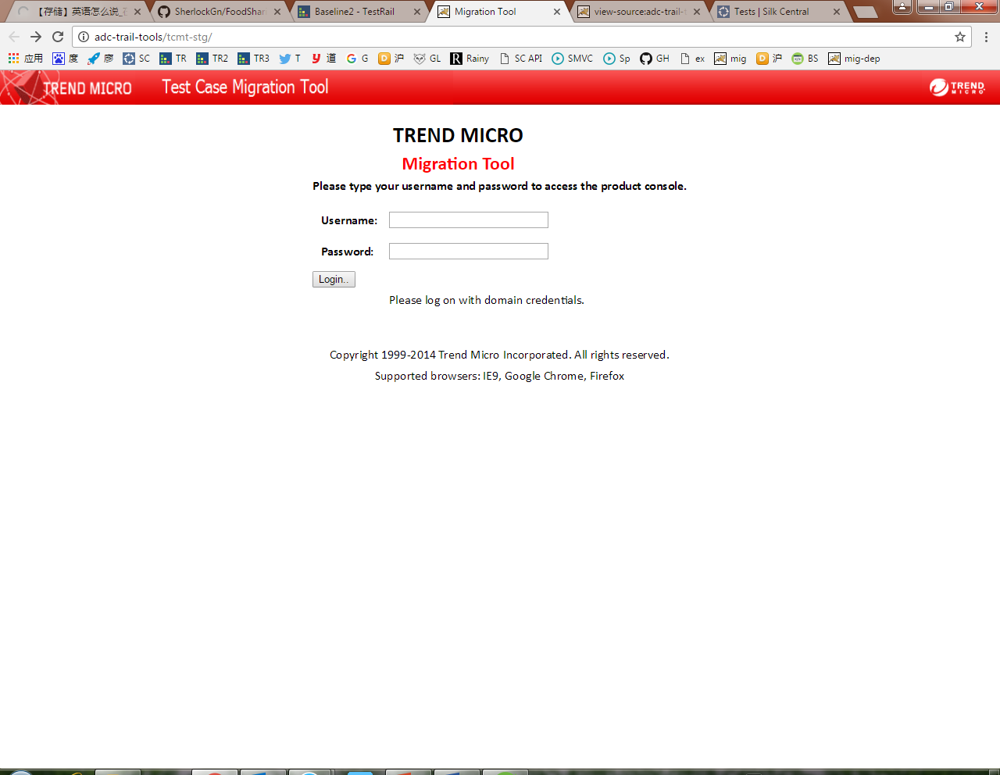 【存储】英语怎么说_在
SherlockGn/FoodShar
Baseline2 - TestRail
Migration Tool
view-source:adc-trail-t
Tests | Silk Central
adc-trail-tools/tcmt-stg/
应用 度 廖 SC TR TR2 TR3 T 道 G 沪 GL Rainy SC API SMVC Sp GH ex mig 沪 BS mig-dep
TREND MICRO Test Case Migration Tool TREND MICRO
TREND MICRO
Migration Tool
Please type your username and password to access the product console.
Username:
Password:
Login..
Please log on with domain credentials.
Copyright 1999-2014 Trend Micro Incorporated. All rights reserved.
Supported browsers: IE9, Google Chrome, Firefox